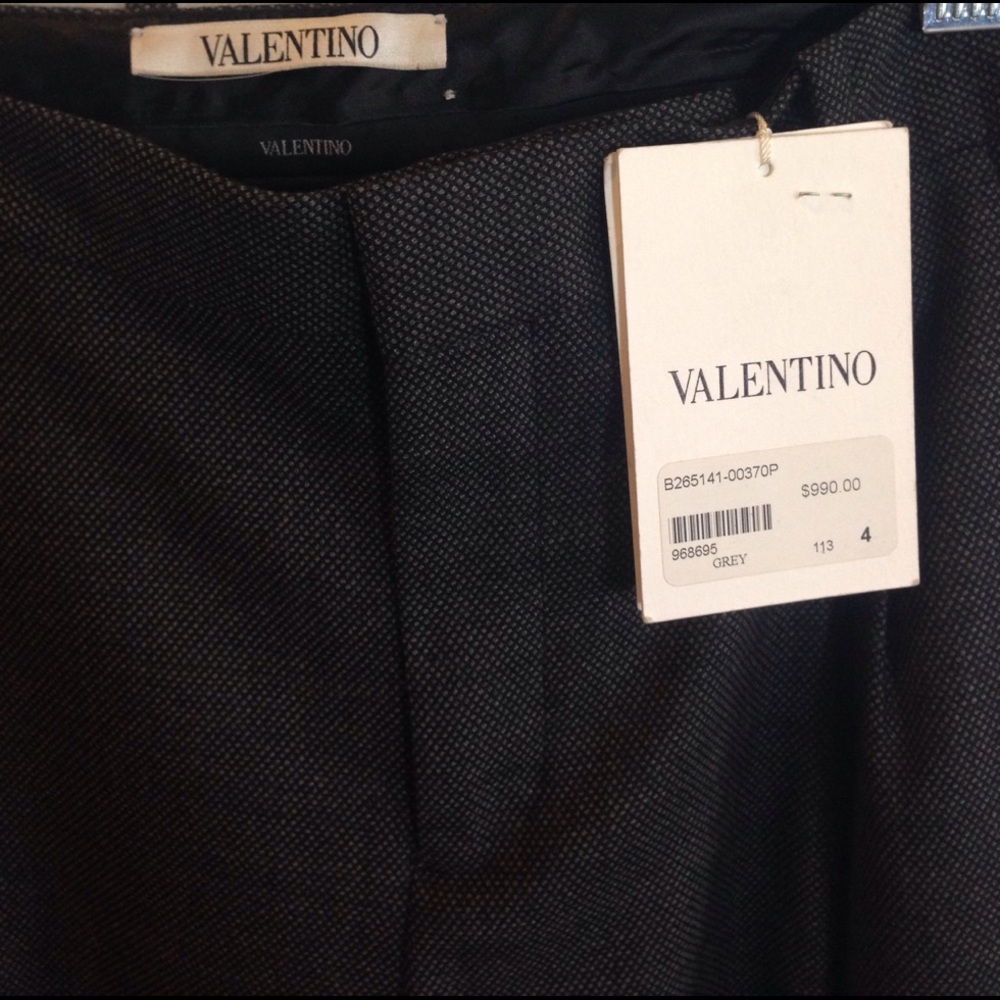 VALENTINO
VALENTINO
VALENTINO
B265141-00370P
$990.00
968695
GREY
113
4